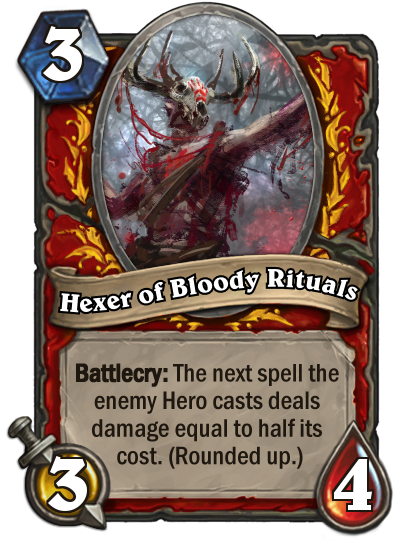 3
Hexer of Bloody Rituals
Battlecry: The next spell the
enemy Hero casts deals
damage equal to half its
cost. (Rounded up.)
3
4